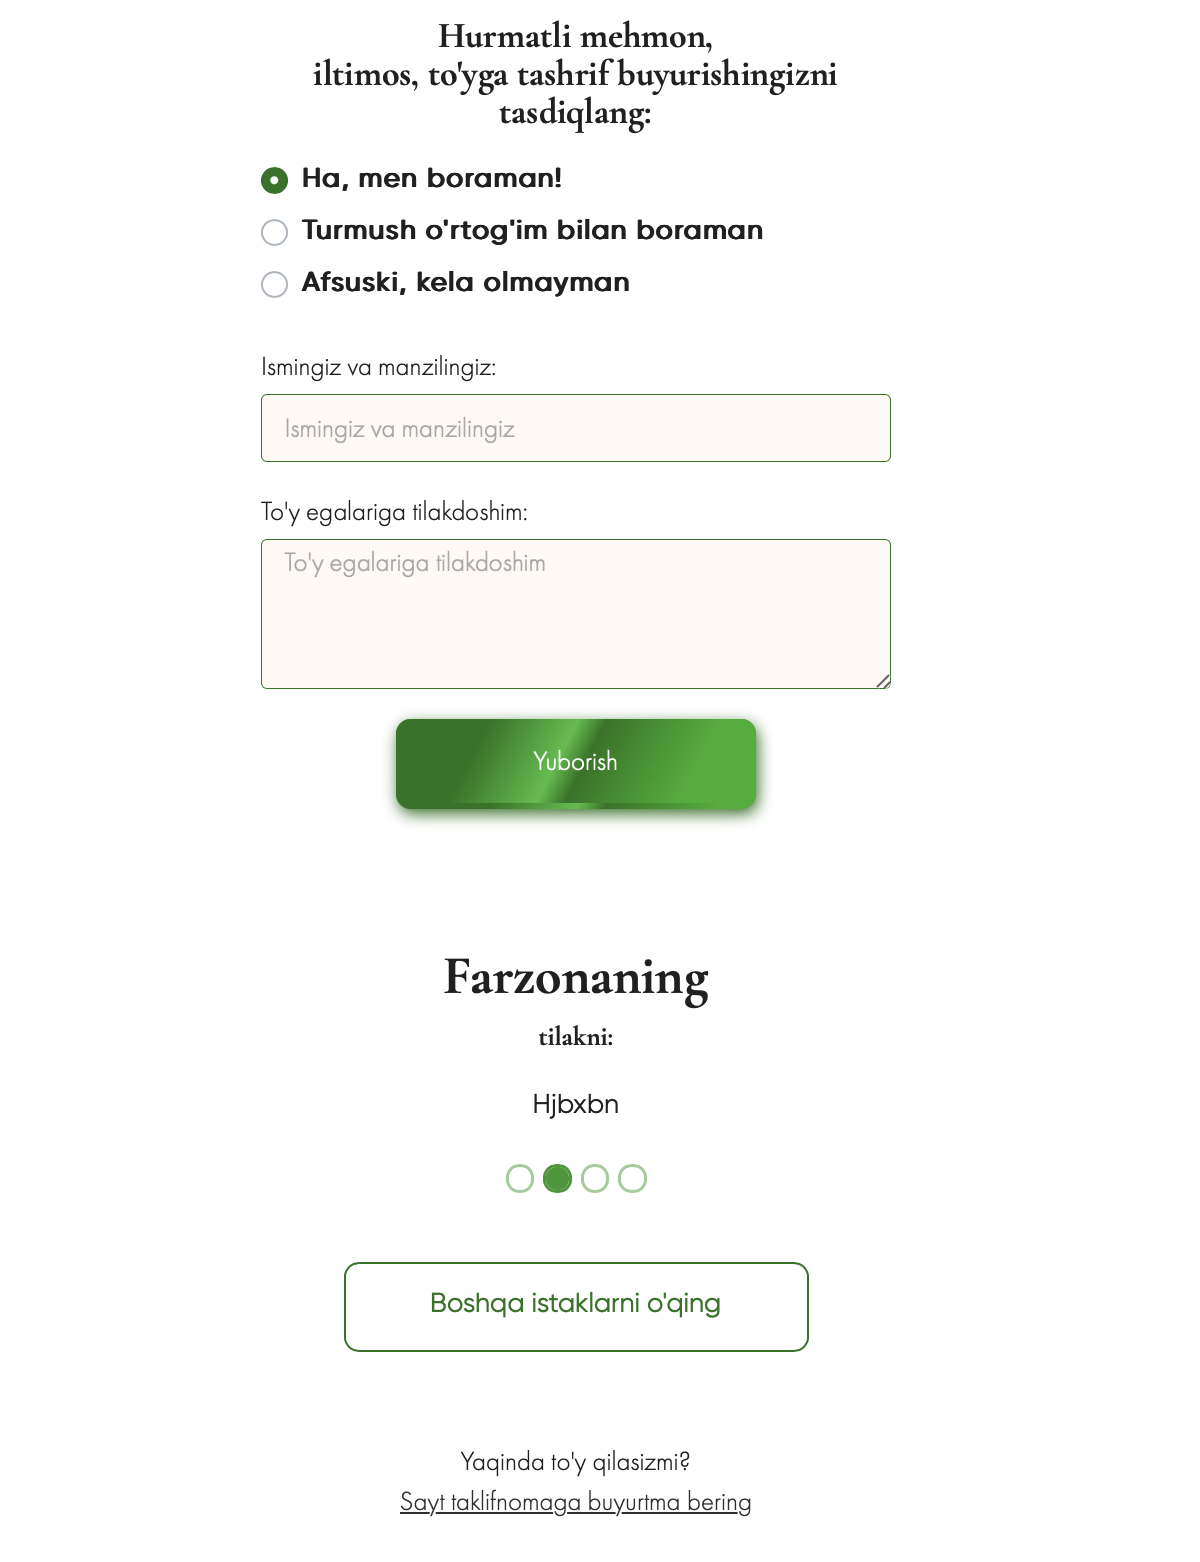 Hurmatli mehmon,
iltimos, to'yga tashrif buyurishingizni
tasdiqlang:
Ha, men boraman!
Turmush o'rtog'im bilan boraman
Afsuski, kela olmayman
Ismingiz va manzilingiz:
Ismingiz va manzilingiz
To'y egalariga tilakdoshim:
To'y egalariga tilakdoshim
Yuborish
Farzonaning
tilakni:
Hjbxbn
Boshqa istaklarni o'qing
Yaqinda to'y qilasizmi?
Sayt taklifnomaga buyurtma bering